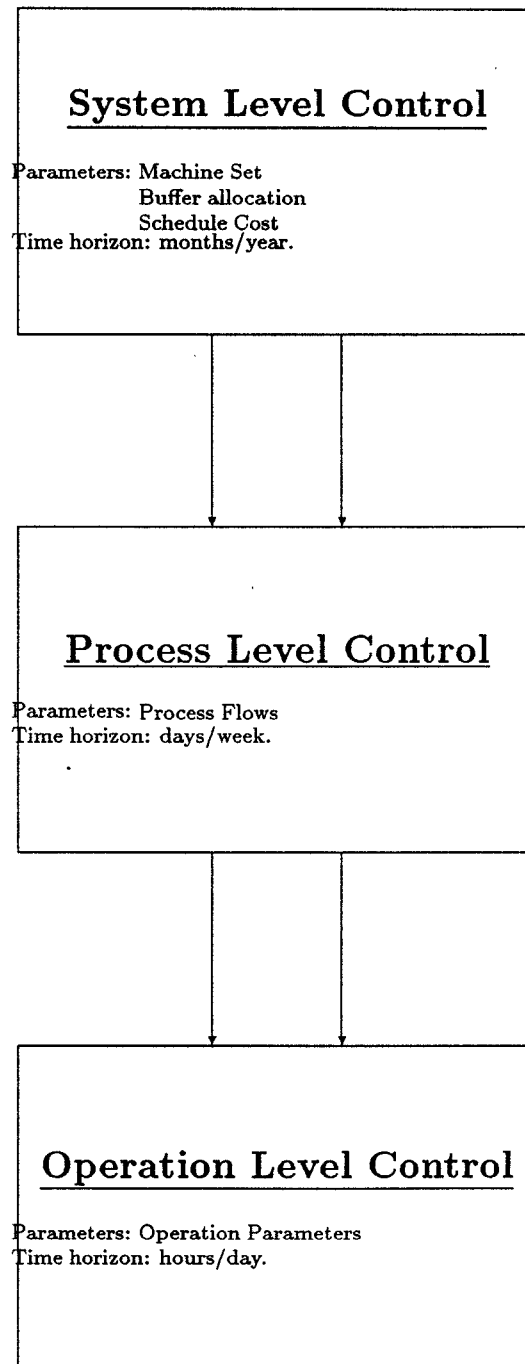 System Level Control
Parameters: Machine Set
Buffer allocation
Schedule Cost
Time horizon: months/year.
Process Level Control
Parameters: Process Flows
Time horizon: days/week.
Operation Level Control
Parameters: Operation Parameters
Time horizon: hours/day.